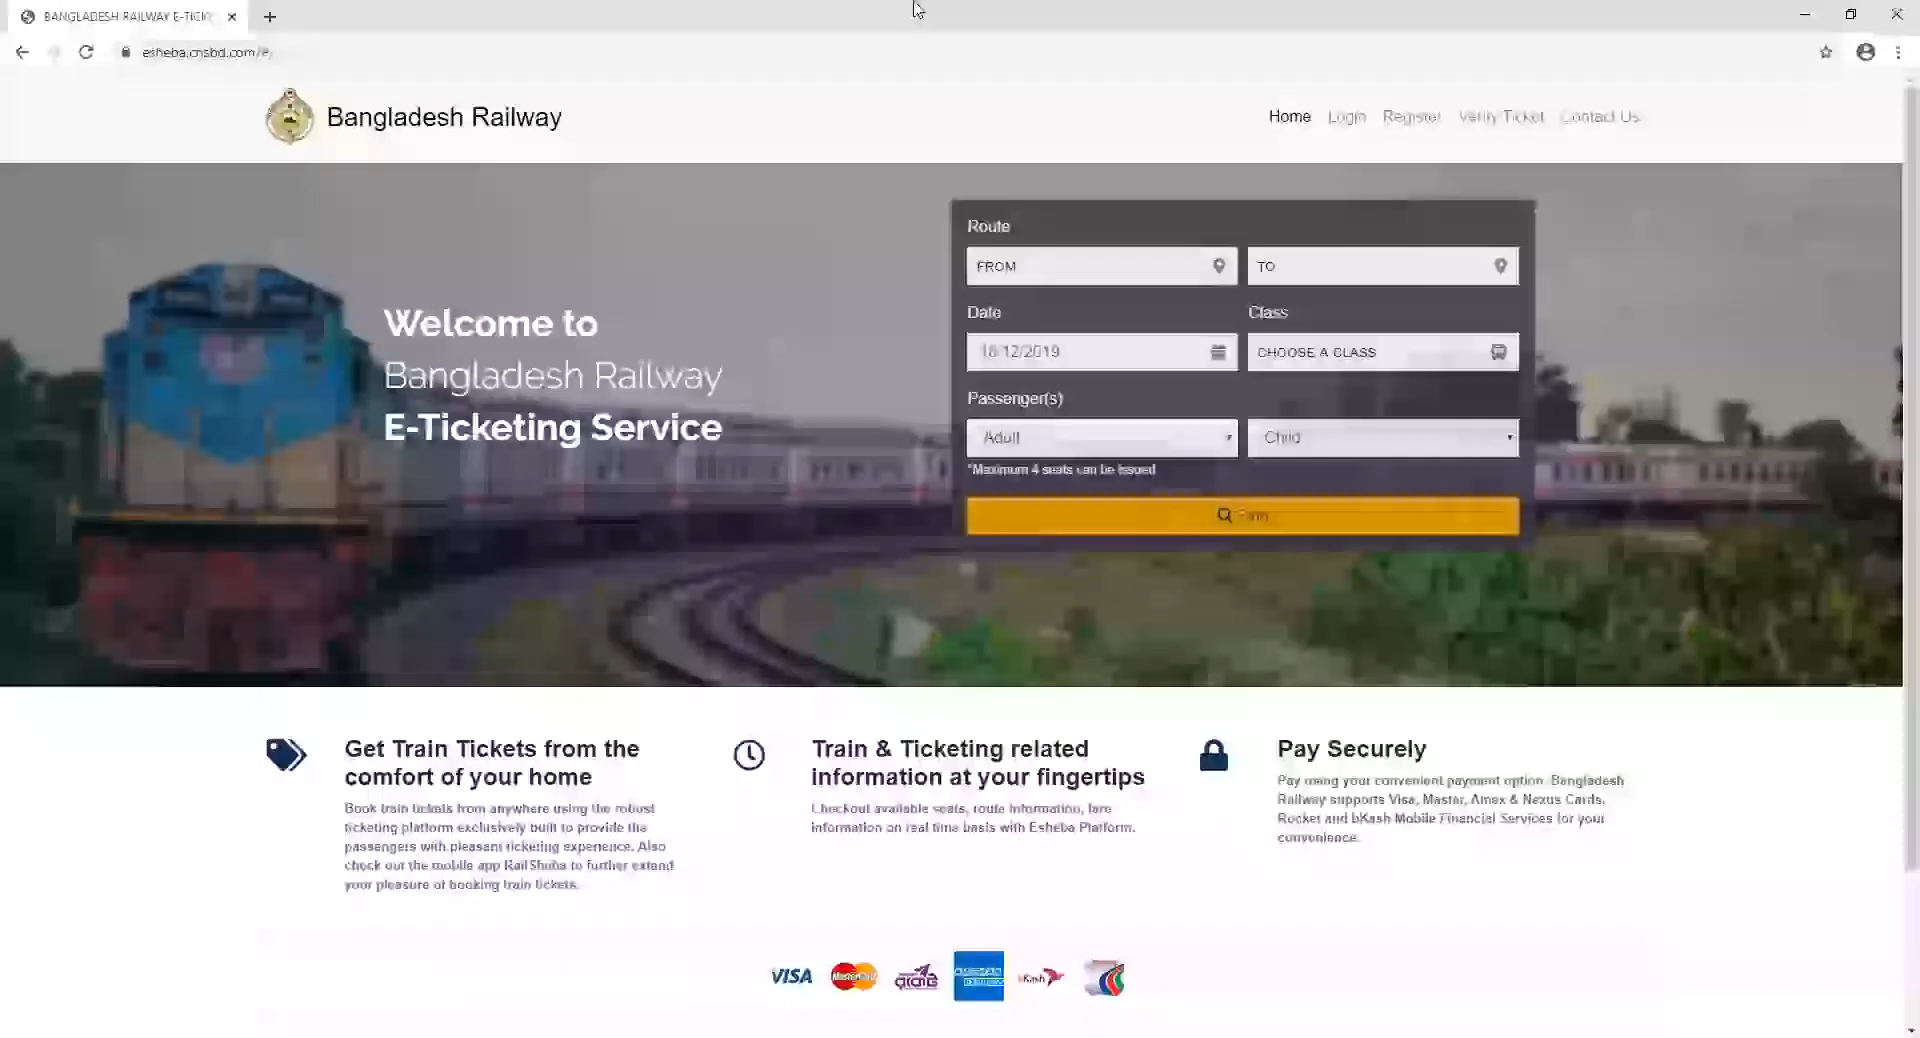 BANGLADESH RAILWAY E-TICK
esheba.cnsbd.com/#/
Bangladesh Railway
Home Login Register Verify Ticket Contact Us
Route
FROM TO
Date Class
18/12/2019 CHOOSE A CLASS
Passenger(s)
Adult Child
*Maximum 4 seats can be issued
Welcome to
Bangladesh Railway
E-Ticketing Service
Get Train Tickets from the
comfort of your home
Book train tickets from anywhere using the robust
ticketing platform exclusively built to provide the
passengers with pleasant ticketing experience. Also
check out the mobile app RailSheba to further extend
your pleasure of booking train tickets.
Train & Ticketing related
information at your fingertips
Checkout available seats, route information, fare
information on real time basis with Esheba Platform.
Pay Securely
Pay using your convenient payment option. Bangladesh
Railway supports Visa, Master, Amex & Nexus Cards,
Rocket and bKash Mobile Financial Services for your
convenience.
VISA MasterCard bKash